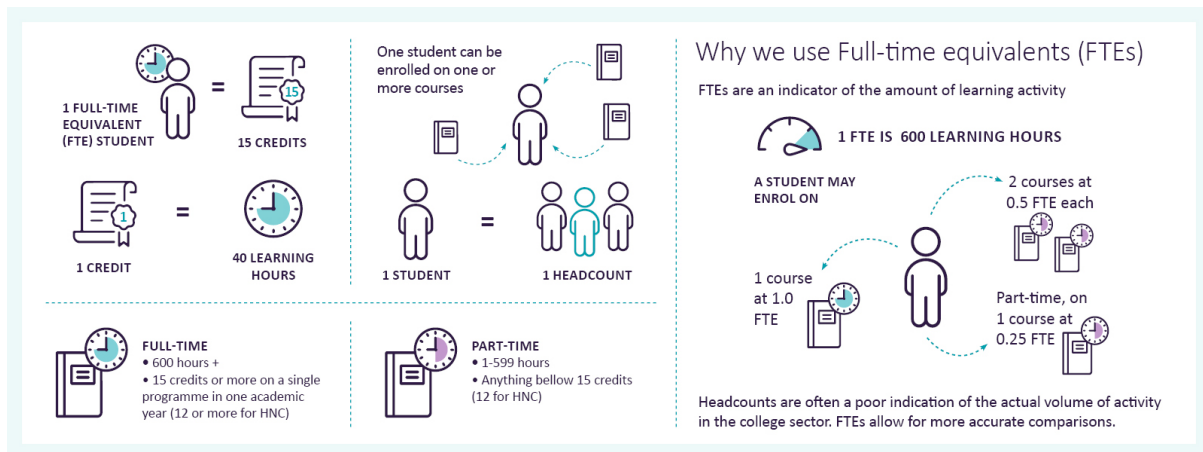 1 FULL-TIME
EQUIVALENT
(FTE) STUDENT
=
15
15 CREDITS
1
1 CREDIT
=
40 LEARNING
HOURS
One student can be
enrolled on one or
more courses
1 STUDENT
=
1 HEADCOUNT
FULL-TIME
• 600 hours +
• 15 credits or more on a single
programme in one academic
year (12 or more for HNC)
PART-TIME
• 1-599 hours
• Anything bellow 15 credits
(12 for HNC)
Why we use Full-time equivalents (FTEs)
FTEs are an indicator of the amount of learning activity
1 FTE IS 600 LEARNING HOURS
A STUDENT MAY
ENROL ON
2 courses at
0.5 FTE each
1 course
at 1.0
FTE
Part-time, on
1 course at
0.25 FTE
Headcounts are often a poor indication of the actual volume of activity
in the college sector. FTEs allow for more accurate comparisons.